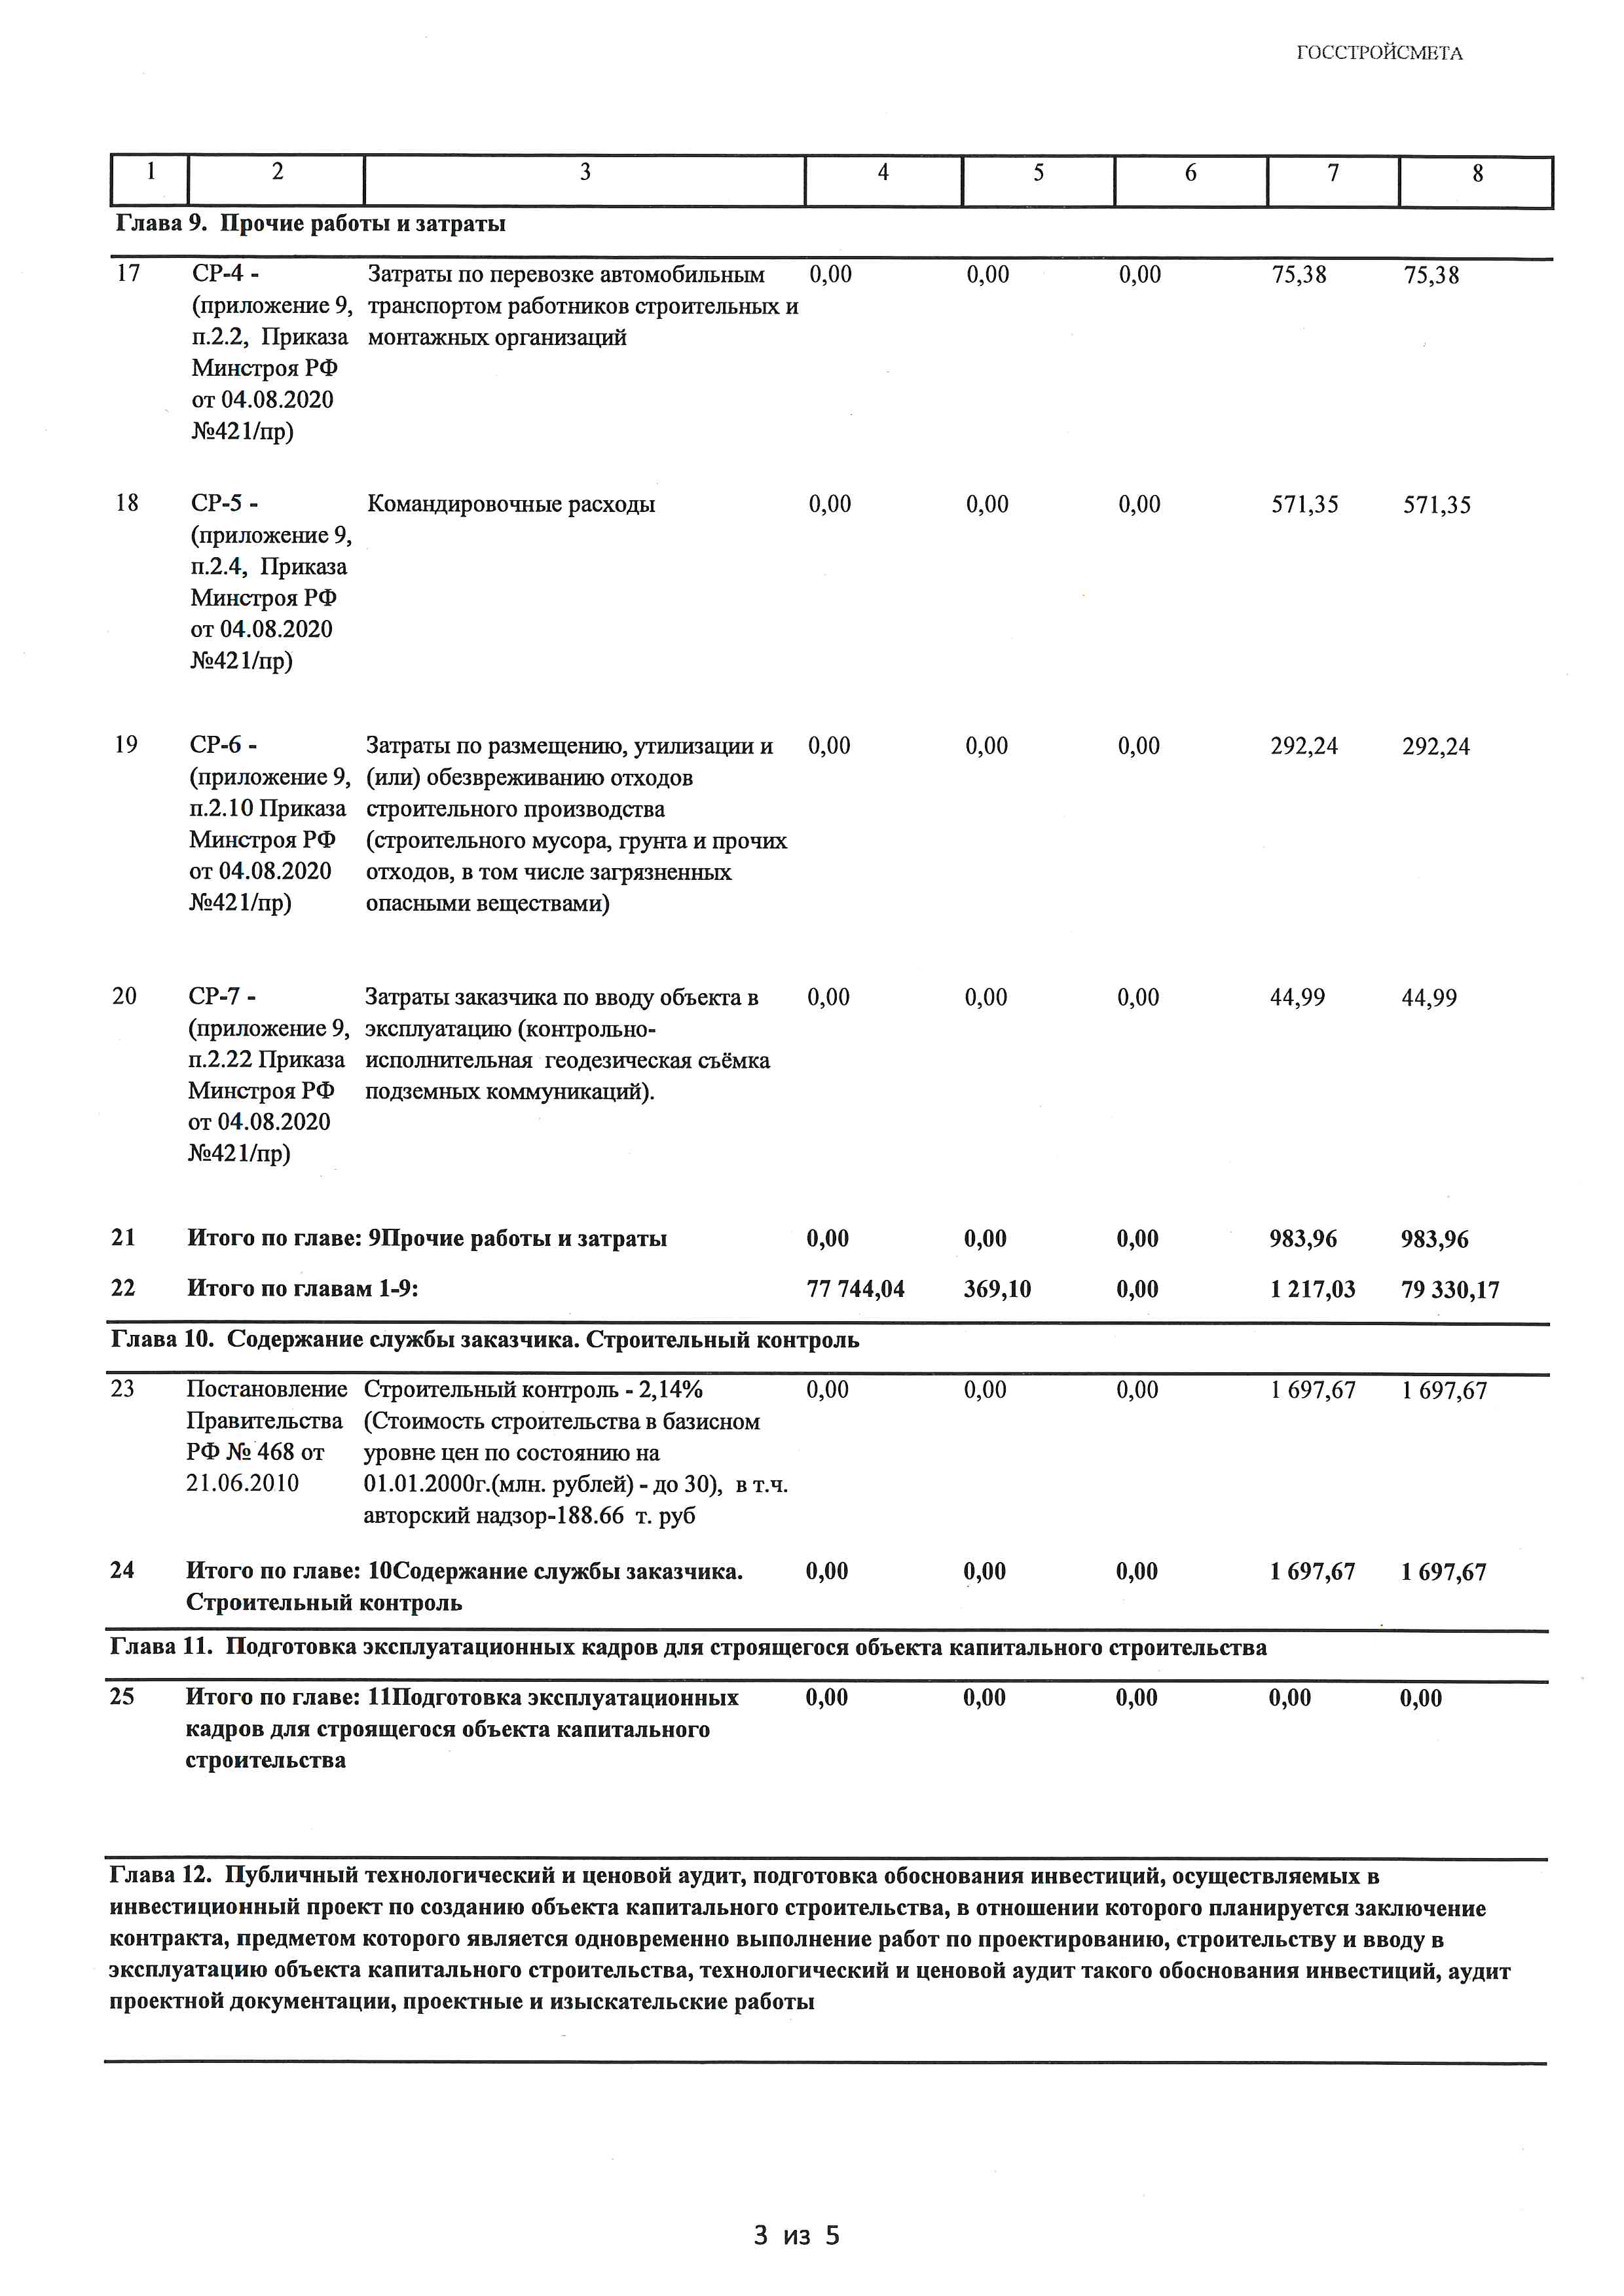 ГОССТРОЙСМЕТА
1 2 3 4 5 6 7 8
Глава 9.  Прочие работы и затраты
17 СР-4 - Затраты по перевозке автомобильным 0,00 0,00 0,00 75,38 75,38
(приложение 9, транспортом работников строительных и
п.2.2,  Приказа монтажных организаций
Минстроя РФ
от 04.08.2020
№421/пр)
18 СР-5 - Командировочные расходы 0,00 0,00 0,00 571,35 571,35
(приложение 9,
п.2.4,  Приказа
Минстроя РФ
от 04.08.2020
№421/пр)
19 СР-6 - Затраты по размещению, утилизации и 0,00 0,00 0,00 292,24 292,24
(приложение 9, (или) обезвреживанию отходов
п.2.10 Приказа строительного производства
Минстроя РФ (строительного мусора, грунта и прочих
от 04.08.2020 отходов, в том числе загрязненных
№421/пр) опасными веществами)
20 СР-7 - Затраты заказчика по вводу объекта в 0,00 0,00 0,00 44,99 44,99
(приложение 9, эксплуатацию (контрольно-
п.2.22 Приказа исполнительная  геодезическая съёмка
Минстроя РФ подземных коммуникаций).
от 04.08.2020
№421/пр)
21 Итого по главе: 9Прочие работы и затраты 0,00 0,00 0,00 983,96 983,96
22 Итого по главам 1-9: 77 744,04 369,10 0,00 1 217,03 79 330,17
Глава 10.  Содержание службы заказчика. Строительный контроль
23 Постановление Строительный контроль - 2,14% 0,00 0,00 0,00 1 697,67 1 697,67
Правительства (Стоимость строительства в базисном
РФ № 468 от уровне цен по состоянию на
21.06.2010 01.01.2000г.(млн. рублей) - до 30),  в т.ч.
авторский надзор-188.66  т. руб
24 Итого по главе: 10Содержание службы заказчика. 0,00 0,00 0,00 1 697,67 1 697,67
Строительный контроль
Глава 11.  Подготовка эксплуатационных кадров для строящегося объекта капитального строительства
25 Итого по главе: 11Подготовка эксплуатационных 0,00 0,00 0,00 0,00 0,00
кадров для строящегося объекта капитального
строительства
Глава 12.  Публичный технологический и ценовой аудит, подготовка обоснования инвестиций, осуществляемых в
инвестиционный проект по созданию объекта капитального строительства, в отношении которого планируется заключение
контракта, предметом которого является одновременно выполнение работ по проектированию, строительству и вводу в
эксплуатацию объекта капитального строительства, технологический и ценовой аудит такого обоснования инвестиций, аудит
проектной документации, проектные и изыскательские работы
3 из 5